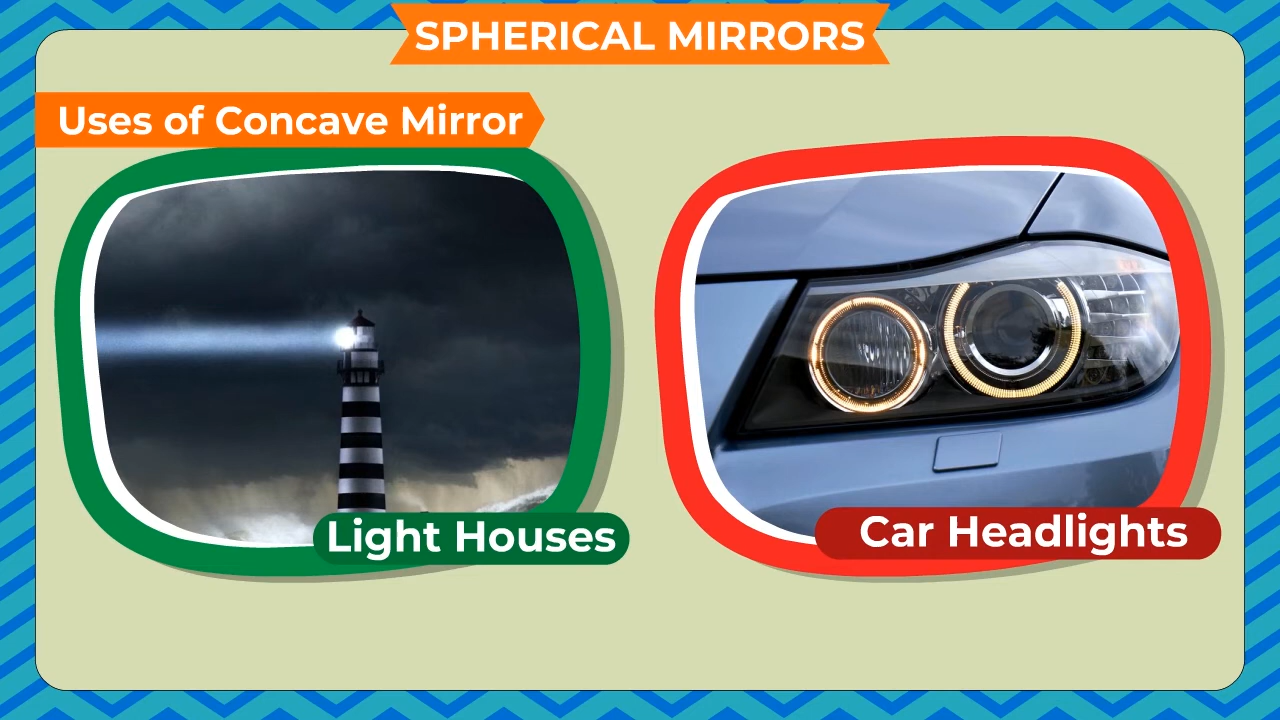 SPHERICAL MIRRORS
Uses of Concave Mirror
Light Houses
Car Headlights